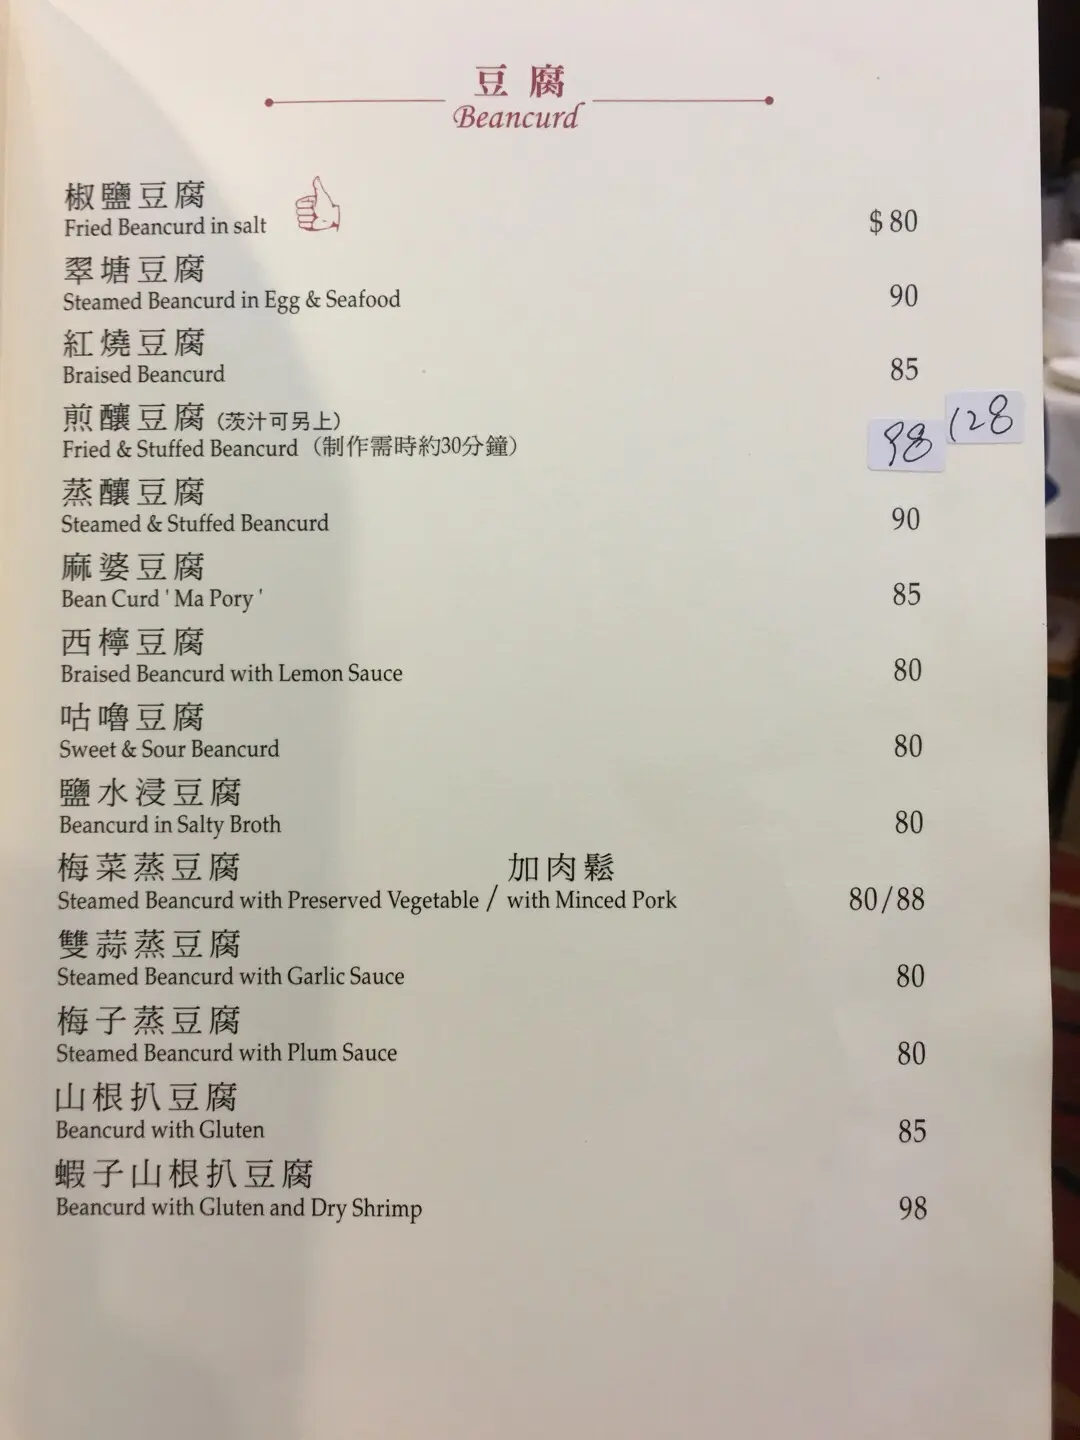 豆腐
Beancurd
椒鹽豆腐
Fried Beancurd in salt $80
翠塘豆腐
Steamed Beancurd in Egg & Seafood 90
紅燒豆腐
Braised Beancurd 85
煎釀豆腐 (茨汁可另上)
Fried & Stuffed Beancurd (制作需時約30分鐘) 98 128
蒸釀豆腐
Steamed & Stuffed Beancurd 90
麻婆豆腐
Bean Curd ' Ma Pory ' 85
西檸豆腐
Braised Beancurd with Lemon Sauce 80
咕嚕豆腐
Sweet & Sour Beancurd 80
鹽水浸豆腐
Beancurd in Salty Broth 80
梅菜蒸豆腐 加肉鬆
Steamed Beancurd with Preserved Vegetable / with Minced Pork 80/88
雙蒜蒸豆腐
Steamed Beancurd with Garlic Sauce 80
梅子蒸豆腐
Steamed Beancurd with Plum Sauce 80
山根扒豆腐
Beancurd with Gluten 85
蝦子山根扒豆腐
Beancurd with Gluten and Dry Shrimp 98